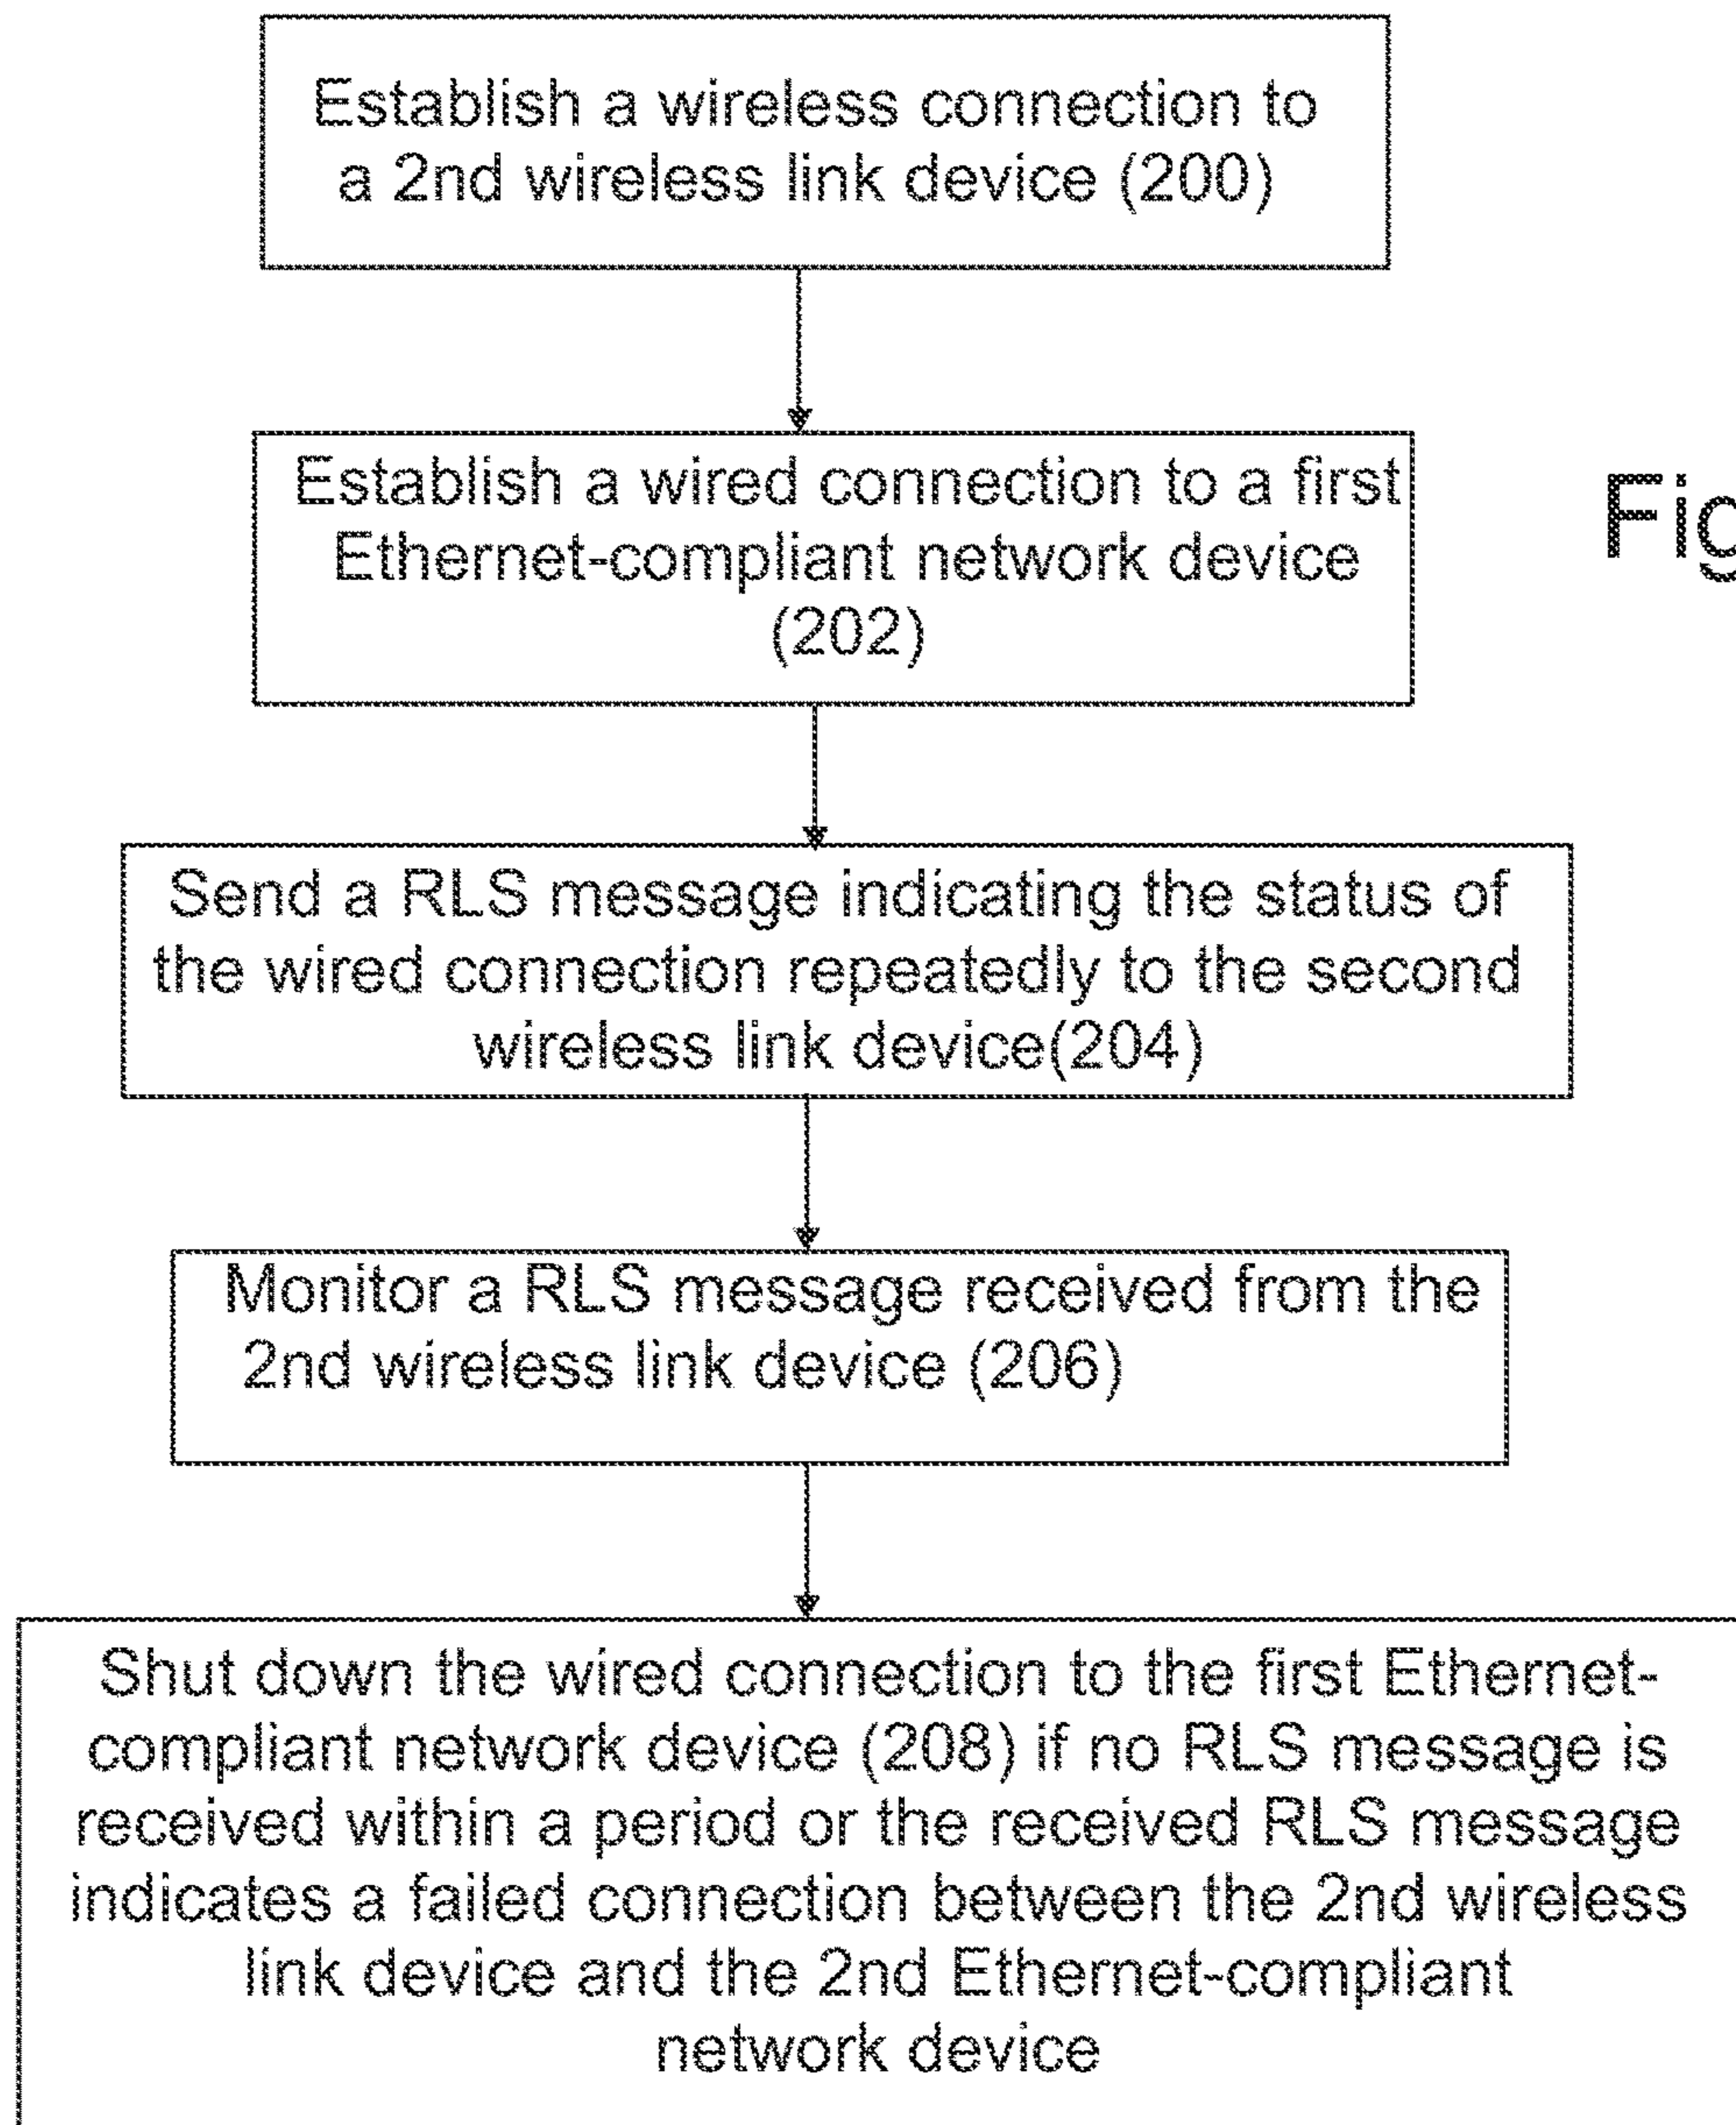 Establish a wireless connection to
a 2nd wireless link device (200)
Establish a wired connection to a first
Ethernet-compliant network device
(202)
Fig
Send a RLS message indicating the status of
the wired connection repeatedly to the second
wireless link device(204)
Monitor a RLS message received from the
2nd wireless link device (206)
Shut down the wired connection to the first Ethernet-
compliant network device (208) if no RLS message is
received within a period or the received RLS message
indicates a failed connection between the 2nd wireless
link device and the 2nd Ethernet-compliant
network device